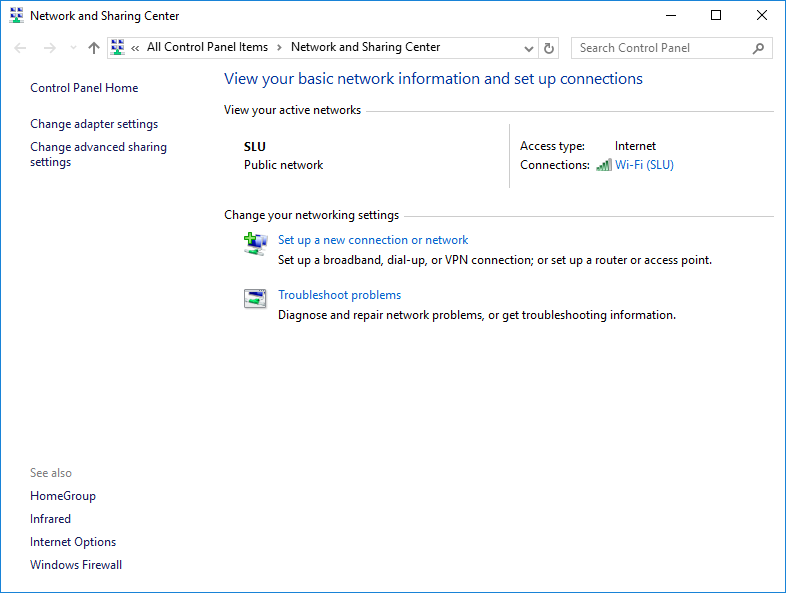 Network and Sharing Center
« All Control Panel Items > Network and Sharing Center
Search Control Panel
Control Panel Home
Change adapter settings
Change advanced sharing
settings
View your basic network information and set up connections
View your active networks
SLU
Public network
Access type: Internet
Connections: Wi-Fi (SLU)
Change your networking settings
Set up a new connection or network
Set up a broadband, dial-up, or VPN connection; or set up a router or access point.
Troubleshoot problems
Diagnose and repair network problems, or get troubleshooting information.
See also
HomeGroup
Infrared
Internet Options
Windows Firewall